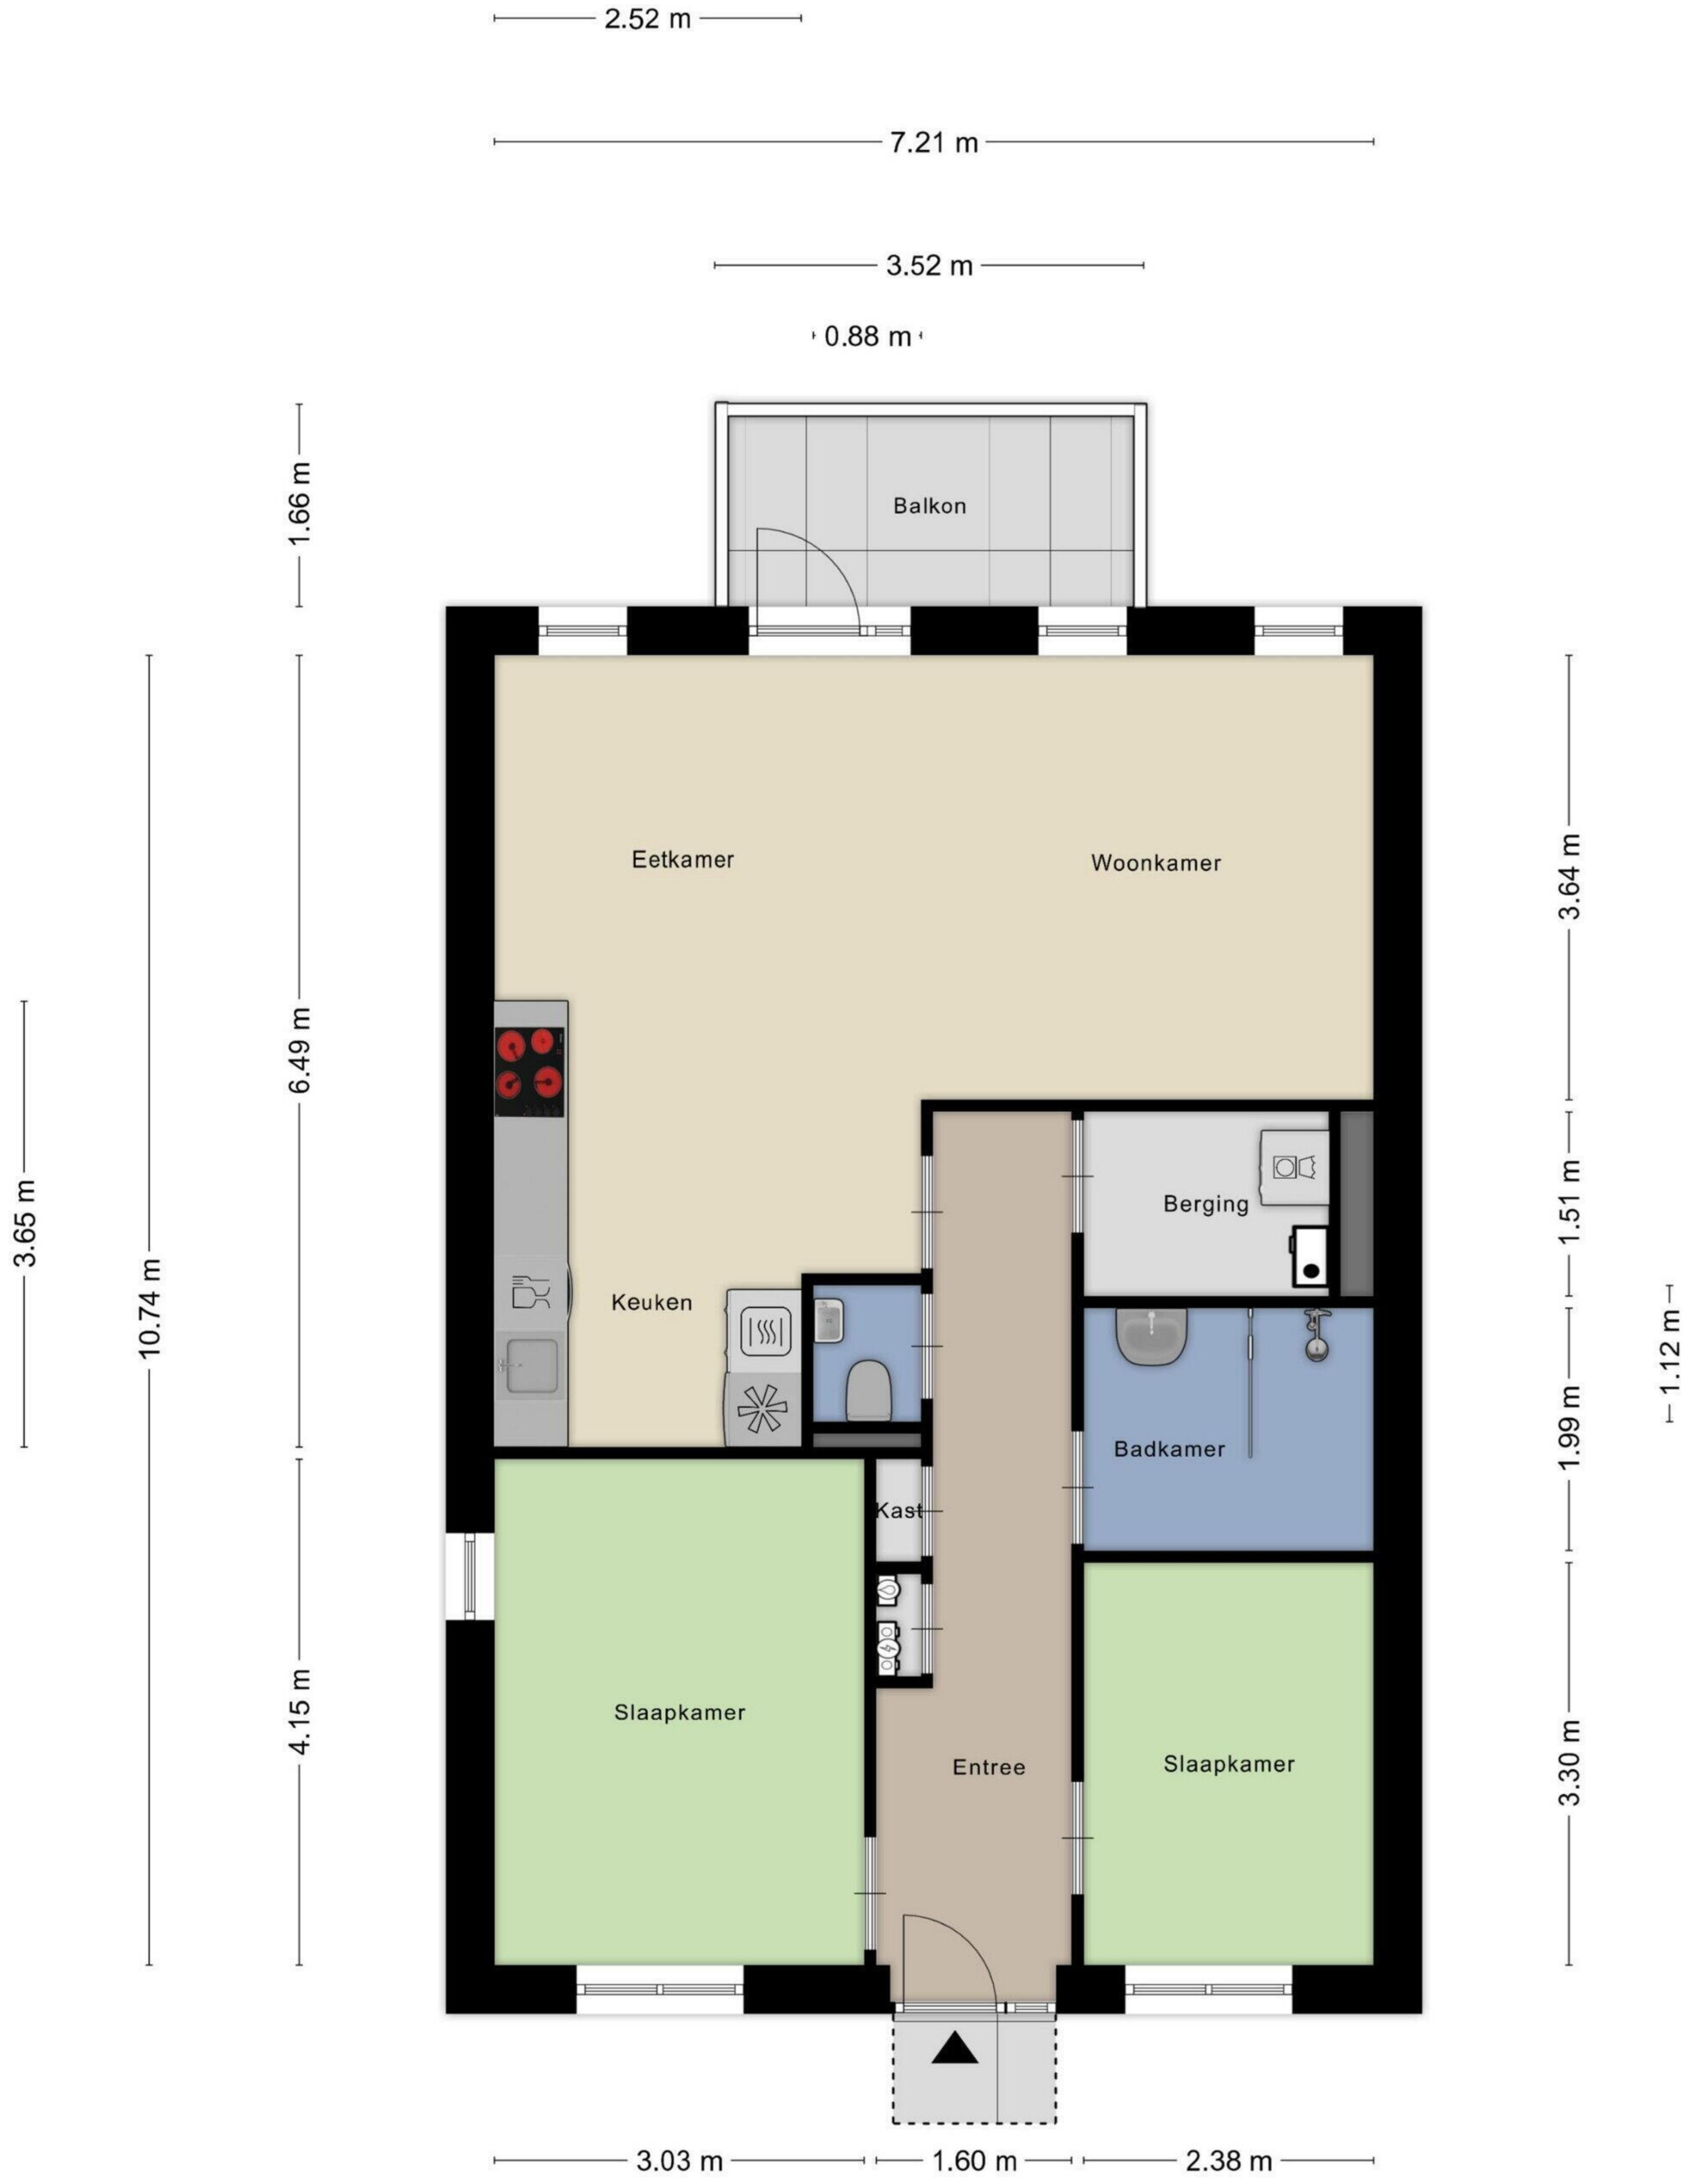 2.52 m
7.21 m
3.52 m
0.88 m
1.66 m
Balkon
Eetkamer
Woonkamer
3.64 m
6.49 m
3.65 m
10.74 m
Berging
1.51 m
Keuken
1.12 m
Badkamer
1.99 m
Kast
Slaapkamer
4.15 m
Entree
Slaapkamer
3.30 m
3.03 m
1.60 m
2.38 m